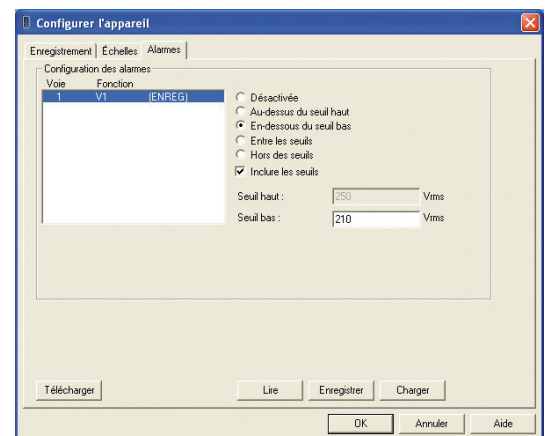 Configurer l'appareil
Enregistrement Échelles Alarmes
Configuration des alarmes
Voie Fonction
1 V1 (ENREG)
Désactivée
Au-dessus du seuil haut
En-dessous du seuil bas
Entre les seuils
Hors des seuils
Inclure les seuils
Seuil haut : 250 Vrms
Seuil bas : 210 Vrms
Télécharger Lire Enregistrer Charger
OK Annuler Aide